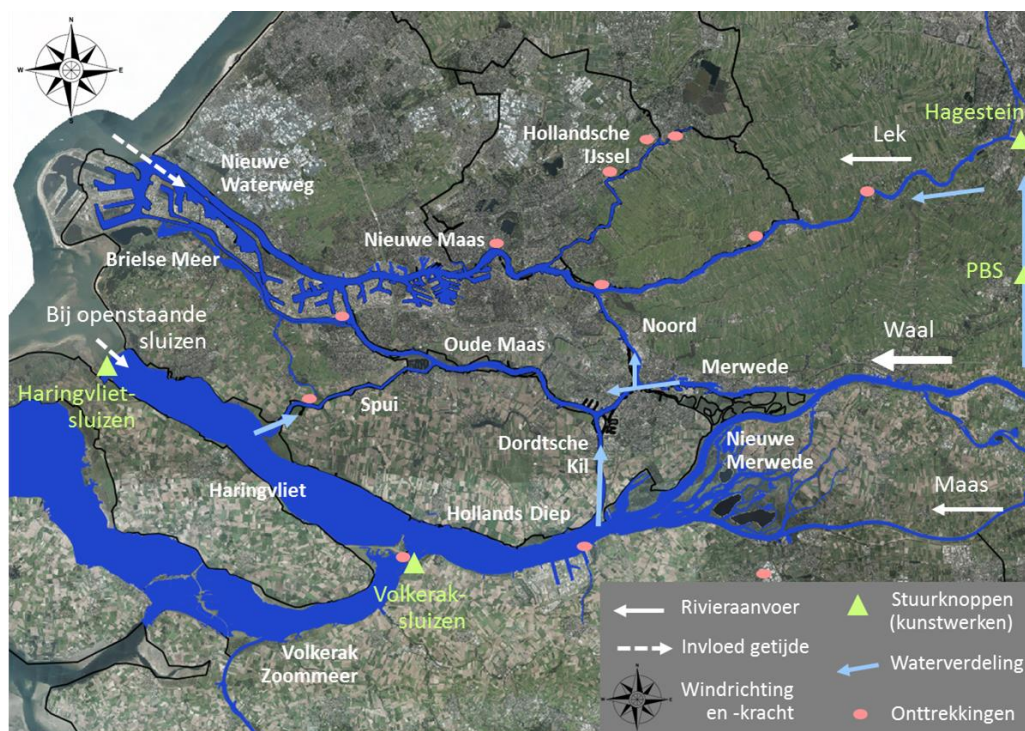 N
W
E
S
Nieuwe
Waterweg
Hollandsche
IJssel
Hagestein
Lek
Nieuwe Maas
Brielse Meer
PBS
Bij openstaande
sluizen
Noord
Waal
Oude Maas
Merwede
Haringvliet-
sluizen
Spui
Dordtsche
Kil
Nieuwe
Merwede
Haringvliet
Hollands Diep
Maas
Volkerak-
sluizen
Volkerak
Zoommeer
Rivieraanvoer
Stuurknoppen
(kunstwerken)
Invloed getijde
Waterverdeling
Windrichting
en -kracht
Onttrekkingen